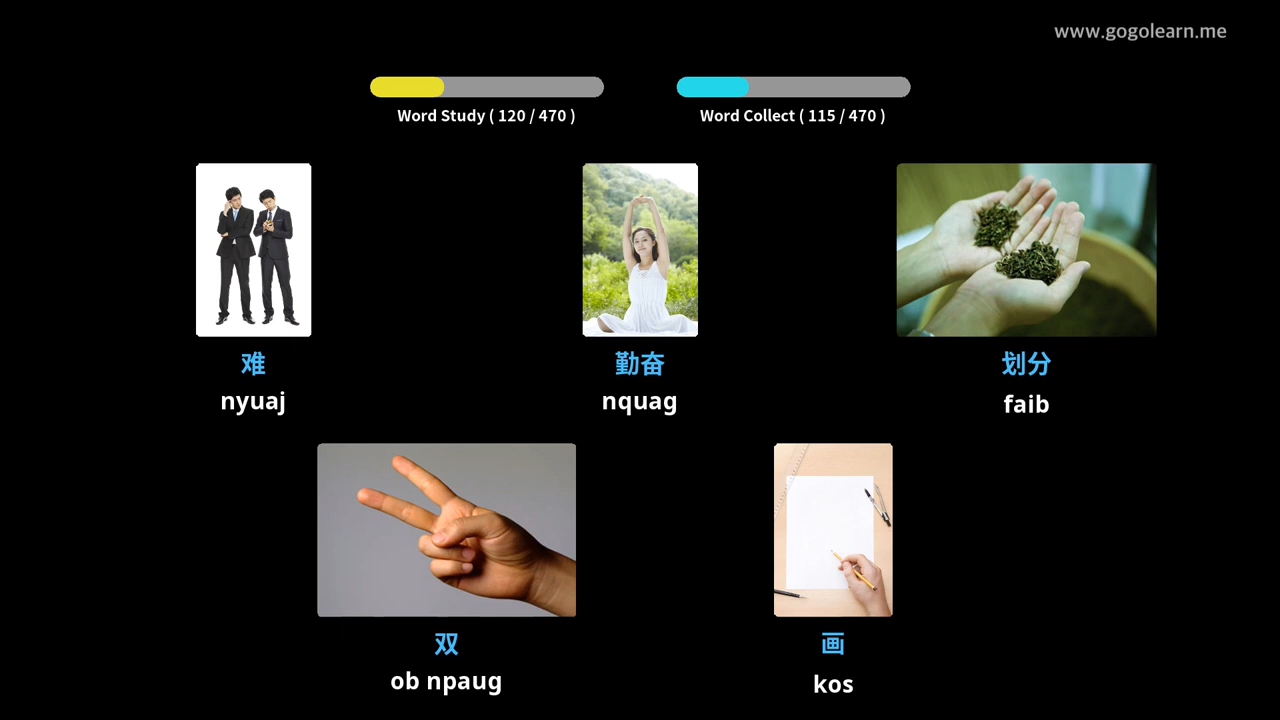 www.gogolearn.me
Word Study ( 120 / 470 )
Word Collect ( 115 / 470 )
难
nyuaj
勤奋
nquag
划分
faib
双
ob npaug
画
kos